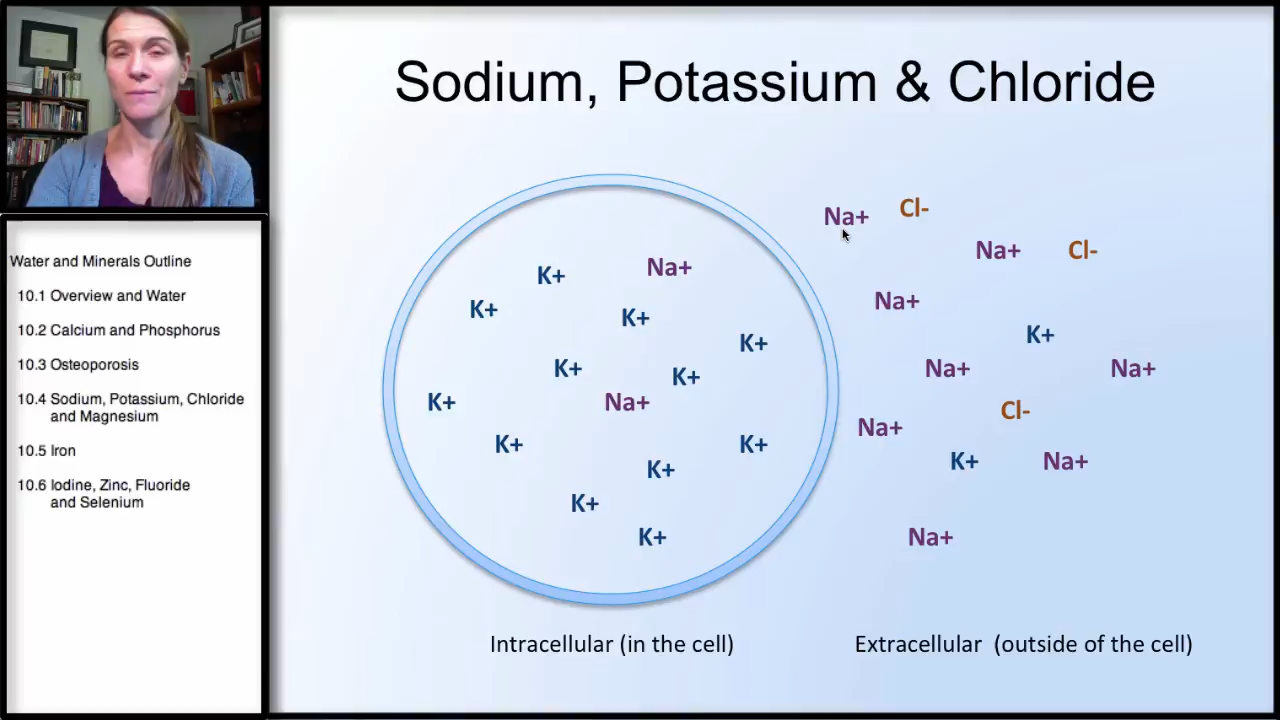 Sodium, Potassium & Chloride
Water and Minerals Outline
10.1 Overview and Water
10.2 Calcium and Phosphorus
10.3 Osteoporosis
10.4 Sodium, Potassium, Chloride
and Magnesium
10.5 Iron
10.6 Iodine, Zinc, Fluoride
and Selenium
K+ Na+
K+ K+
K+
K+ K+
K+ Na+
K+ K+
K+
K+
K+
Na+ Cl-
Na+ Cl-
Na+
K+
Na+ Na+
Cl-
Na+
K+ Na+
Na+
Intracellular (in the cell)
Extracellular (outside of the cell)